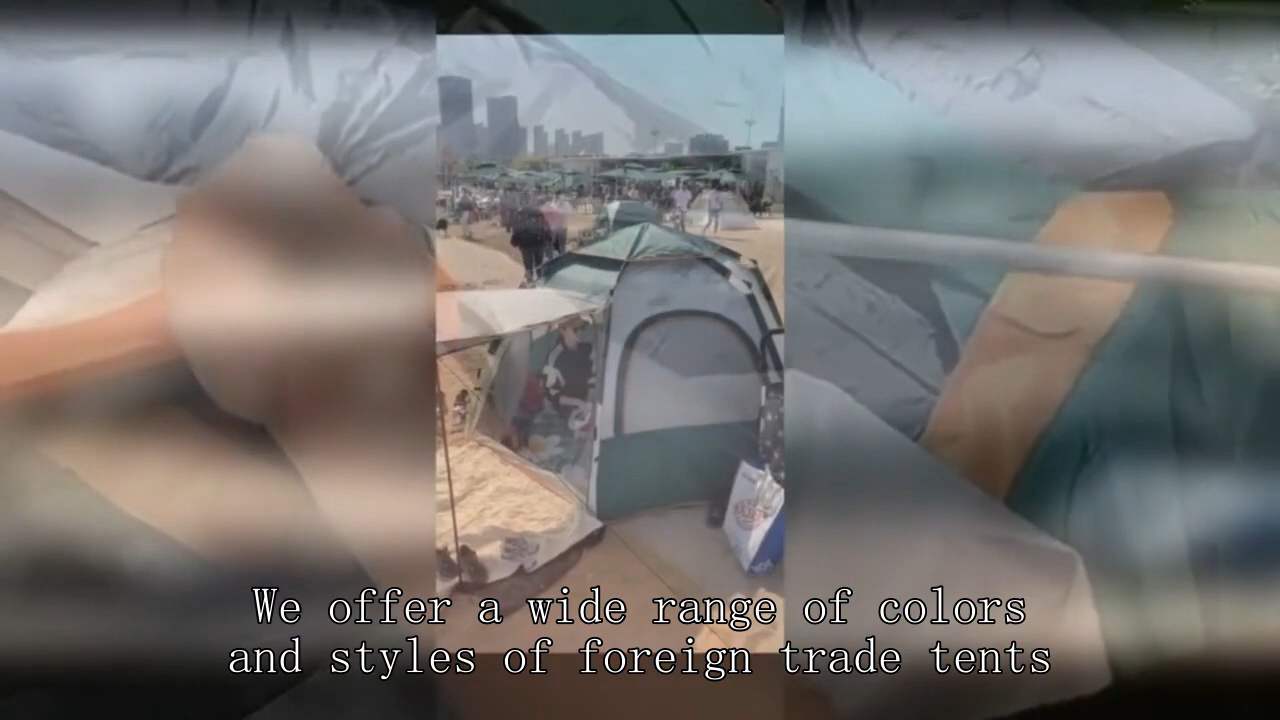 We offer a wide range of colors
and styles of foreign trade tents